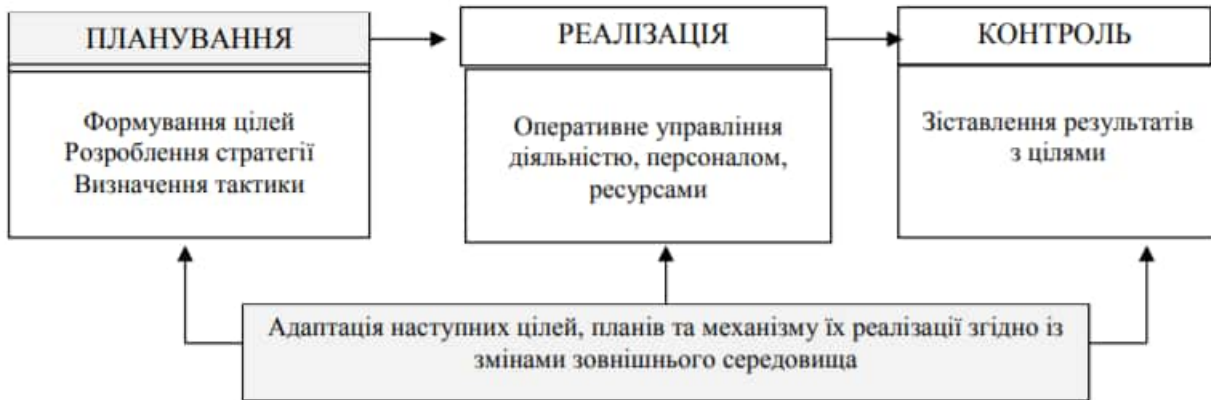 ПЛАНУВАННЯ
Формування цілей
Розроблення стратегії
Визначення тактики
РЕАЛІЗАЦІЯ
Оперативне управління
діяльністю, персоналом,
ресурсами
КОНТРОЛЬ
Зіставлення результатів
з цілями
Адаптація наступних цілей, планів та механізму їх реалізації згідно із
змінами зовнішнього середовища